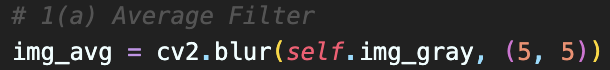 # 1(a) Average Filter
img_avg = cv2.blur(self.img_gray, (5, 5))